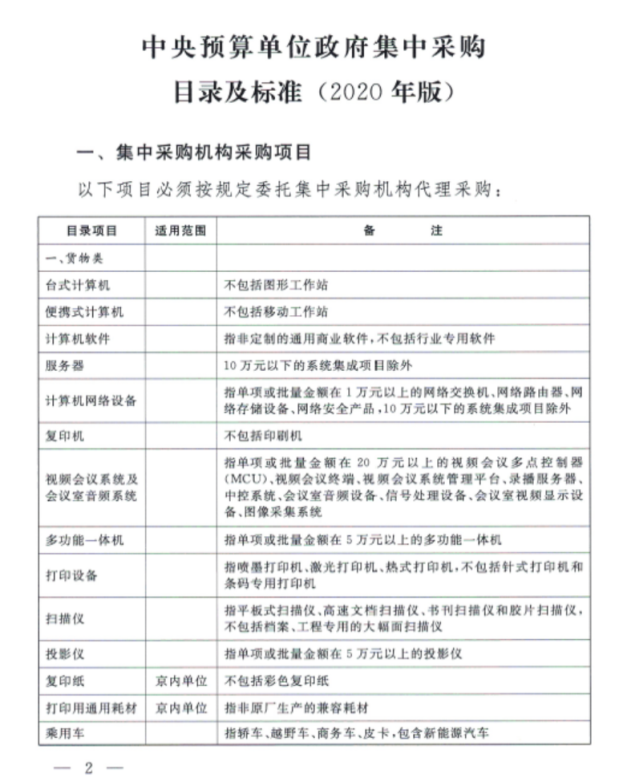 中央预算单位政府集中采购
目录及标准（2020 年版）
一、集中采购机构采购项目
以下项目必须按规定委托集中采购机构代理采购：
目录项目 适用范围 备 注
一、货物类
台式计算机 不包括图形工作站
便携式计算机 不包括移动工作站
计算机软件 指非定制的通用商业软件，不包括行业专用软件
服务器 10 万元以下的系统集成项目除外
计算机网络设备 指单项或批量金额在 1 万元以上的网络交换机、网络路由器、网
络存储设备、网络安全产品，10 万元以下的系统集成项目除外
复印机 不包括印刷机
视频会议系统及
会议室音频系统
指单项或批量金额在 20 万元以上的视频会议多点控制器
(MCU)、视频会议终端、视频会议系统管理平台、录播服务器、
中控系统、会议室音频设备、信号处理设备、会议室视频显示设
备、图像采集系统
多功能一体机 指单项或批量金额在 5 万元以上的多功能一体机
打印设备 指喷墨打印机、激光打印机、热式打印机，不包括针式打印机和
条码专用打印机
扫描仪 指平板式扫描仪、高速文档扫描仪、书刊扫描仪和胶片扫描仪，
不包括档案、工程专用的大幅面扫描仪
投影仪 指单项或批量金额在 5 万元以上的投影仪
复印纸 京内单位 不包括彩色复印纸
打印用通用耗材 京内单位 指非原厂生产的兼容耗材
乘用车 指轿车、越野车、商务车、皮卡，包含新能源汽车
— 2 —